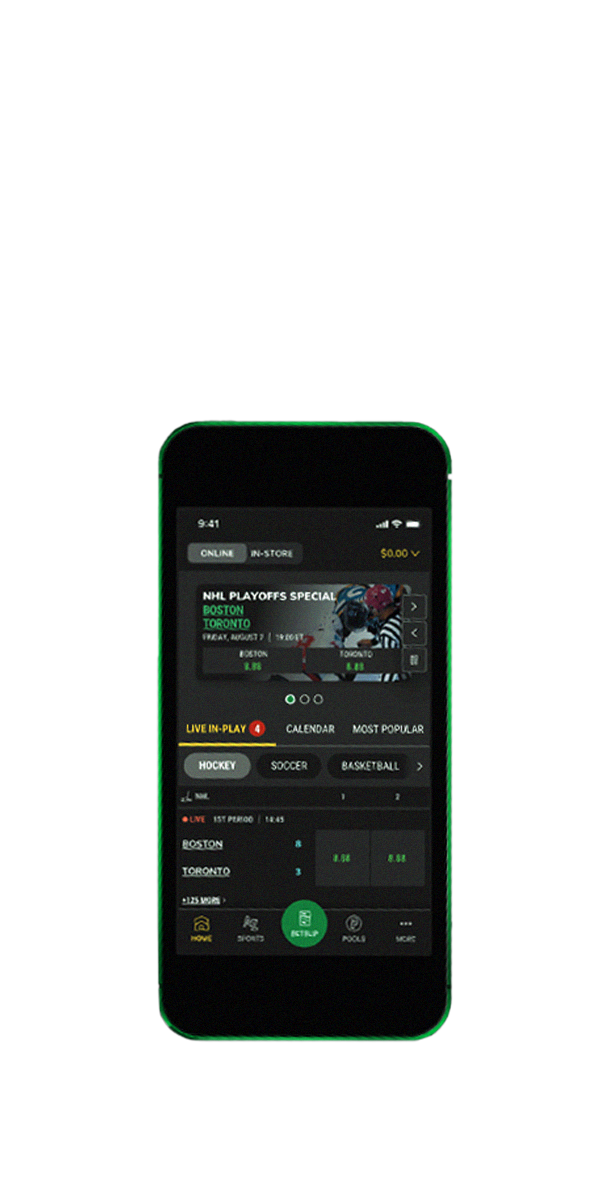 9:41
ONLINE IN-STORE $0.00
NHL PLAYOFFS SPECIAL
BOSTON
TORONTO
FRIDAY, AUGUST 7 | 19:00 ET
BOSTON TORONTO
8.88 8.88
LIVE IN-PLAY 4 CALENDAR MOST POPULAR
HOCKEY SOCCER BASKETBALL
NHL 1 2
LIVE 1ST PERIOD | 14:45
BOSTON 8
TORONTO 3
8.88 8.88
+125 MORE
HOME SPORTS BETSLIP POOLS MORE